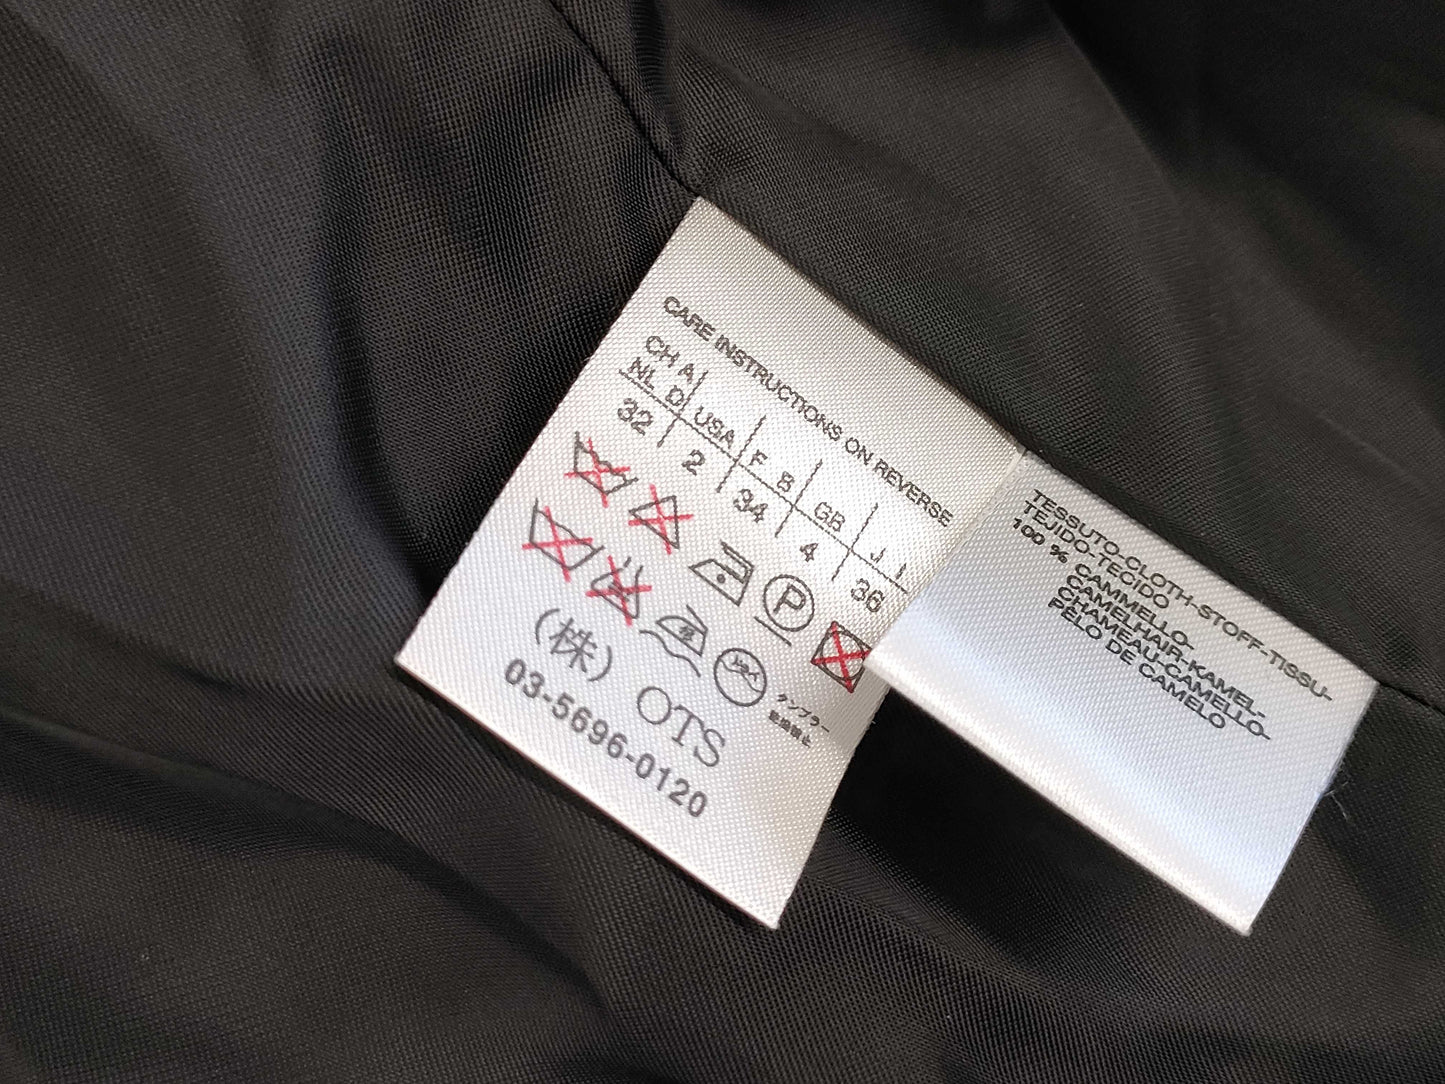 CARE INSTRUCTIONS ON REVERSE
CH A
NL D USA F B GB J I
32 2 34 4 36
P
(株) OTS
タンブラー
乾燥禁止
03-5696-0120
TESSUTO-CLOTH-STOFF-TISSU-
TEJIDO-TECIDO
100 % CAMMELLO-
CAMELHAIR-KAMEL-
CHAMEAU-CAMELLO-
PELO DE CAMELLO-
DE CAMELO